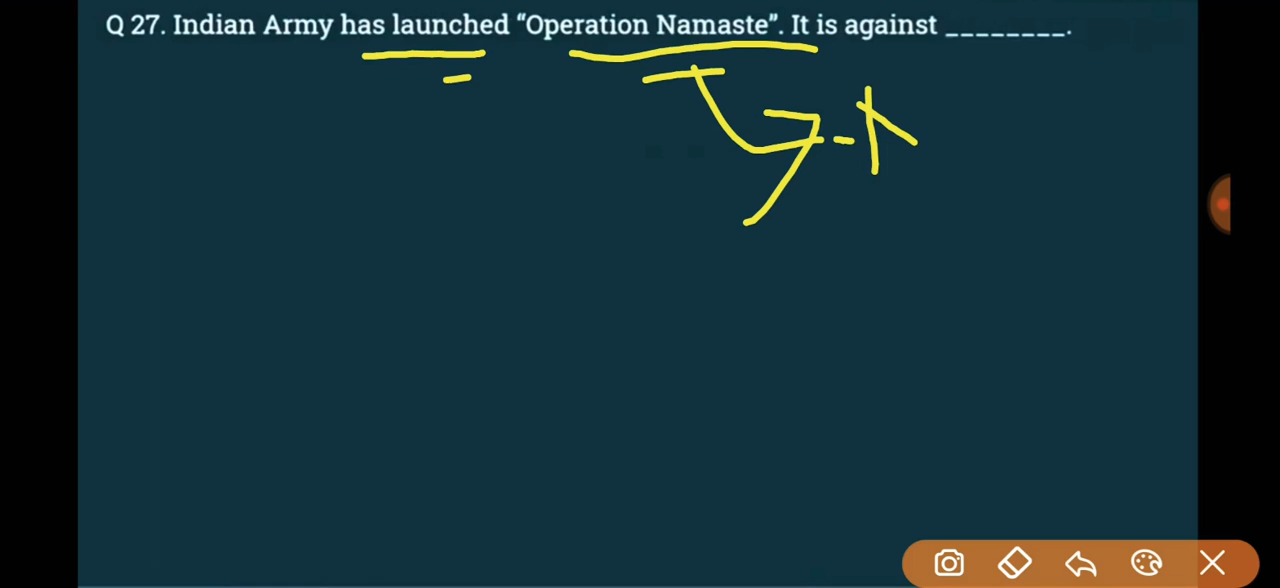 Q 27. Indian Army has launched “Operation Namaste”. It is against ________.